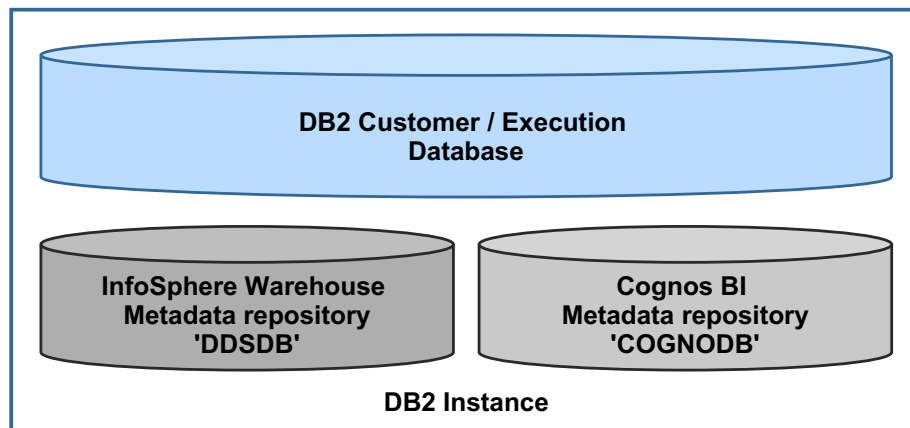 DB2 Customer / Execution
Database
InfoSphere Warehouse
Metadata repository
'DDSDB'
Cognos BI
Metadata repository
'COGNODB'
DB2 Instance